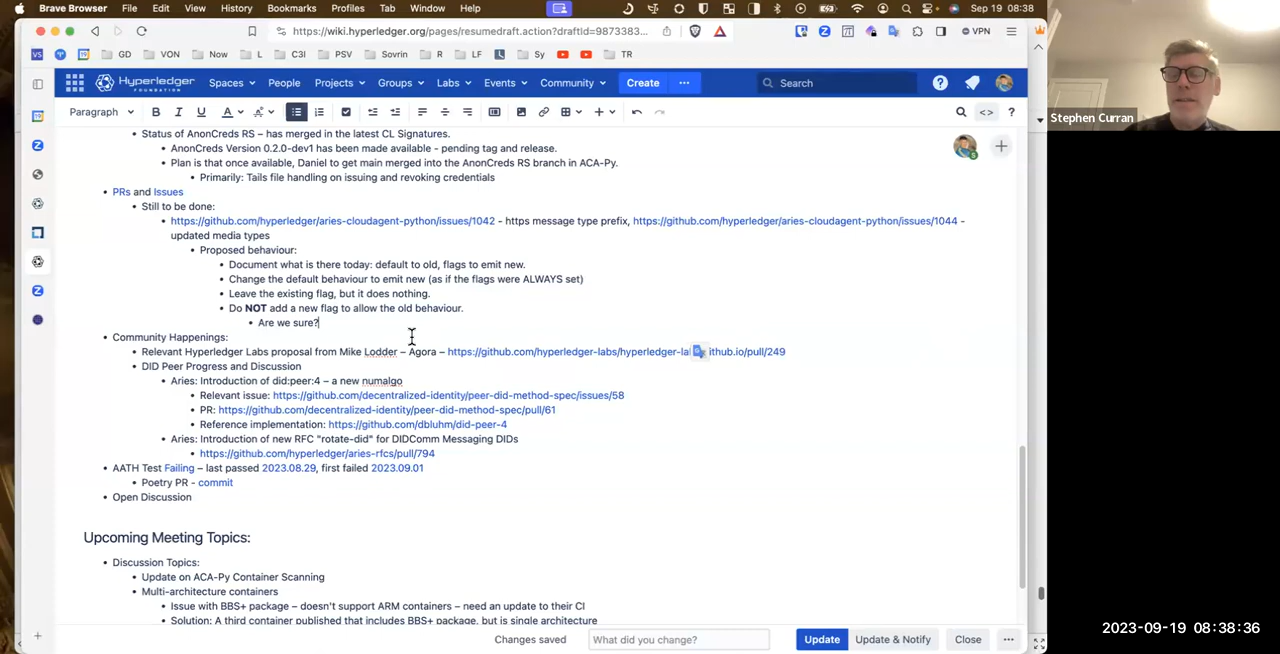 Brave Browser File Edit View History Bookmarks Profiles Tab Window Help Sep 19 08:38
https://wiki.hyperledger.org/pages/resumedraft.action?draftId=9873383... VPN
VS GD VON Now L C3I PSV Sovrin R LF Sy TR
HYPERLEDGER FOUNDATION Spaces People Projects Groups Labs Events Community Create Search
Paragraph B I U A
Stephen Curran
Status of AnonCreds RS – has merged in the latest CL Signatures.
AnonCreds Version 0.2.0-dev1 has been made available - pending tag and release.
Plan is that once available, Daniel to get main merged into the AnonCreds RS branch in ACA-Py.
Primarily: Tails file handling on issuing and revoking credentials
PRs and Issues
Still to be done:
https://github.com/hyperledger/aries-cloudagent-python/issues/1042 - https message type prefix, https://github.com/hyperledger/aries-cloudagent-python/issues/1044 -
updated media types
Proposed behaviour:
Document what is there today: default to old, flags to emit new.
Change the default behaviour to emit new (as if the flags were ALWAYS set)
Leave the existing flag, but it does nothing.
Do NOT add a new flag to allow the old behaviour.
Are we sure?
Community Happenings:
Relevant Hyperledger Labs proposal from Mike Lodder – Agora – https://github.com/hyperledger-labs/hyperledger-la ithub.io/pull/249
DID Peer Progress and Discussion
Aries: Introduction of did:peer:4 – a new numalgo
Relevant issue: https://github.com/decentralized-identity/peer-did-method-spec/issues/58
PR: https://github.com/decentralized-identity/peer-did-method-spec/pull/61
Reference implementation: https://github.com/dbluhm/did-peer-4
Aries: Introduction of new RFC "rotate-did" for DIDComm Messaging DIDs
https://github.com/hyperledger/aries-rfcs/pull/794
AATH Test Failing – last passed 2023.08.29, first failed 2023.09.01
Poetry PR - commit
Open Discussion
Upcoming Meeting Topics:
Discussion Topics:
Update on ACA-Py Container Scanning
Multi-architecture containers
Issue with BBS+ package – doesn't support ARM containers – need an update to their CI
Solution: A third container published that includes BBS+ package, but is single architecture
Changes saved What did you change? Update Update & Notify Close
2023-09-19 08:38:36